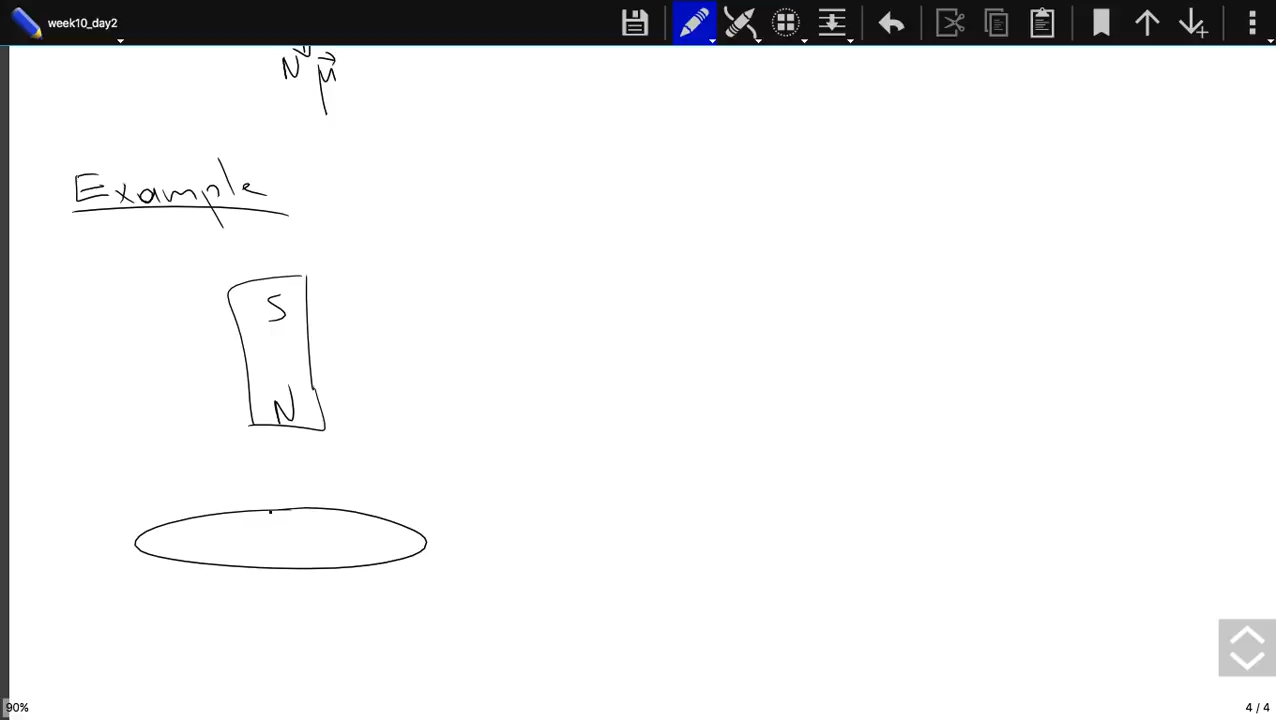 week10_day2
N μ⃗
Example
S
N
90%
4 / 4